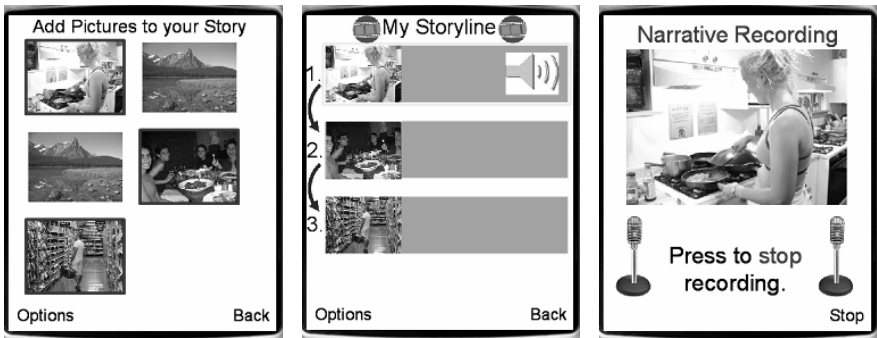 Add Pictures to your Story
Options
Back
My Storyline
1.
2.
3.
Options
Back
Narrative Recording
Press to stop
recording.
Stop